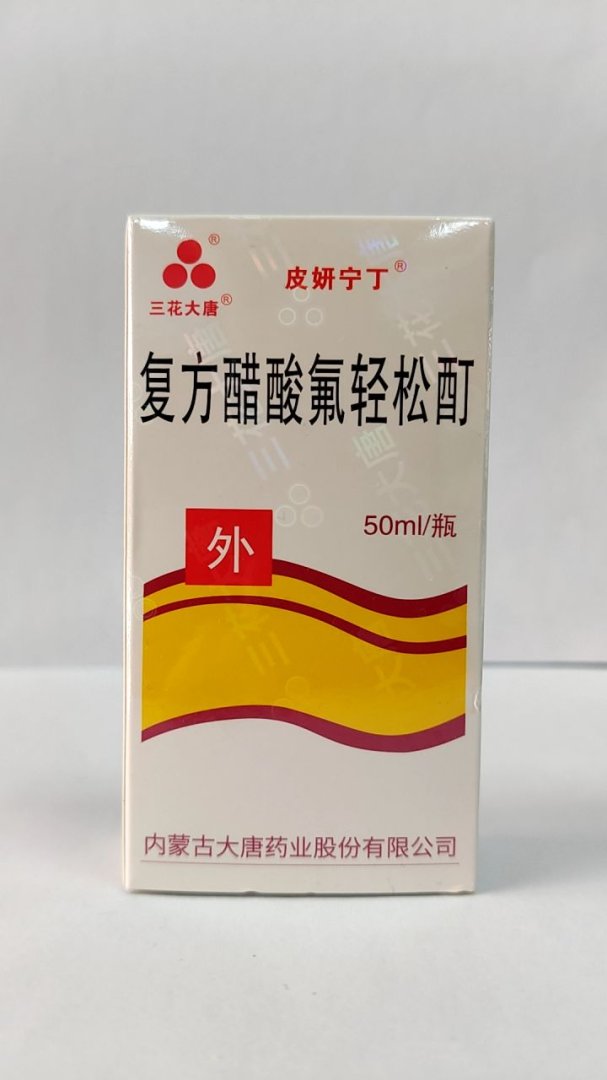 皮妍宁丁®
三花大唐®
复方醋酸氟轻松酊
50ml/瓶
外
内蒙古大唐药业股份有限公司